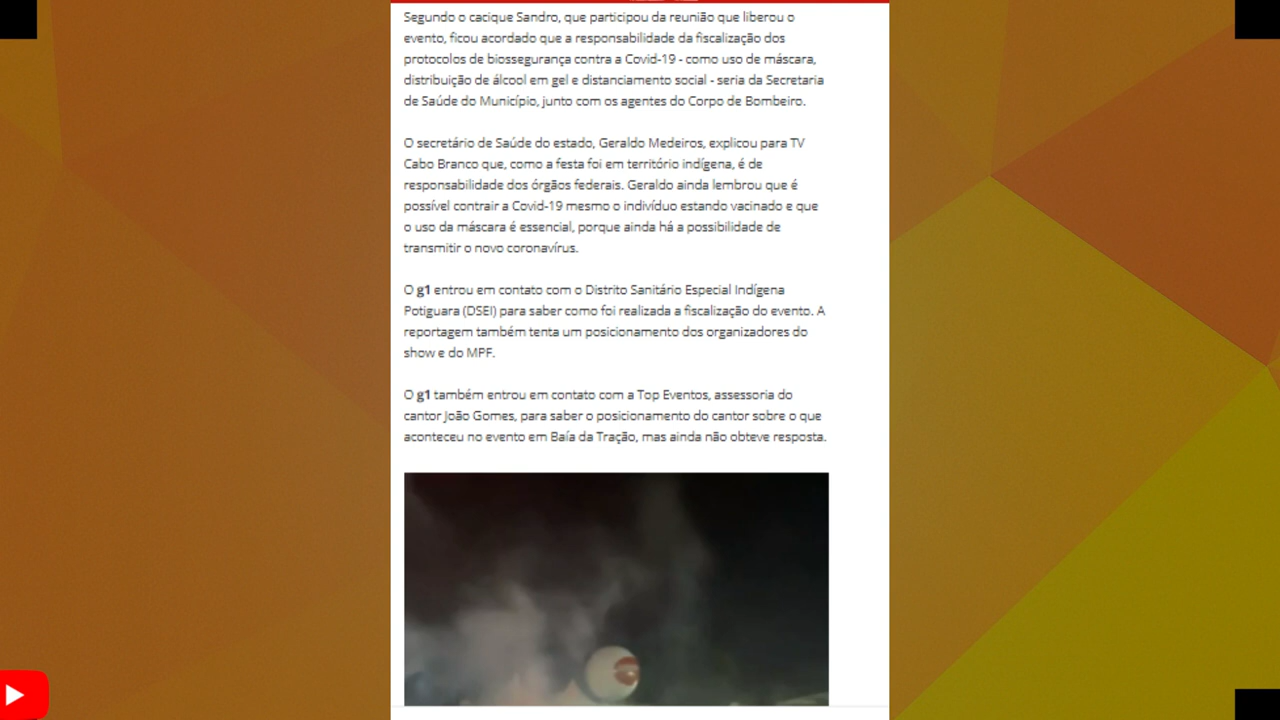 Segundo o cacique Sandro, que participou da reunião que liberou o
evento, ficou acordado que a responsabilidade da fiscalização dos
protocolos de biossegurança contra a Covid-19 - como uso de máscara,
distribuição de álcool em gel e distanciamento social - seria da Secretaria
de Saúde do Município, junto com os agentes do Corpo de Bombeiro.
O secretário de Saúde do estado, Geraldo Medeiros, explicou para TV
Cabo Branco que, como a festa foi em território indígena, é de
responsabilidade dos órgãos federais. Geraldo ainda lembrou que é
possível contrair a Covid-19 mesmo o indivíduo estando vacinado e que
o uso da máscara é essencial, porque ainda há a possibilidade de
transmitir o novo coronavírus.
O g1 entrou em contato com o Distrito Sanitário Especial Indígena
Potiguara (DSEI) para saber como foi realizada a fiscalização do evento. A
reportagem também tenta um posicionamento dos organizadores do
show e do MPF.
O g1 também entrou em contato com a Top Eventos, assessoria do
cantor João Gomes, para saber o posicionamento do cantor sobre o que
aconteceu no evento em Baía da Tração, mas ainda não obteve resposta.